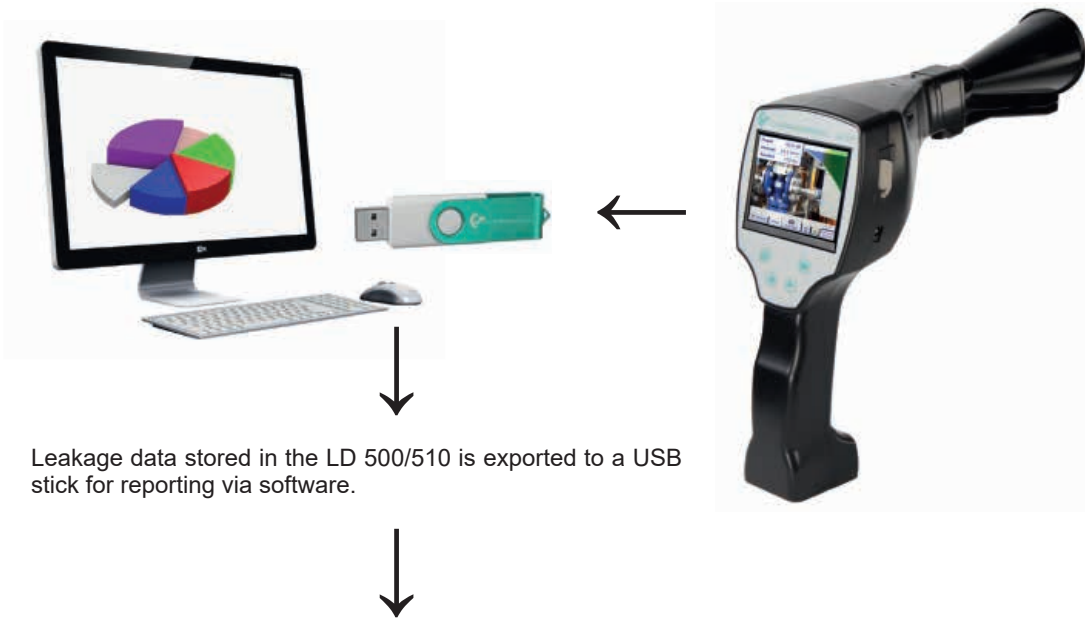 Leakage data stored in the LD 500/510 is exported to a USB
stick for reporting via software.